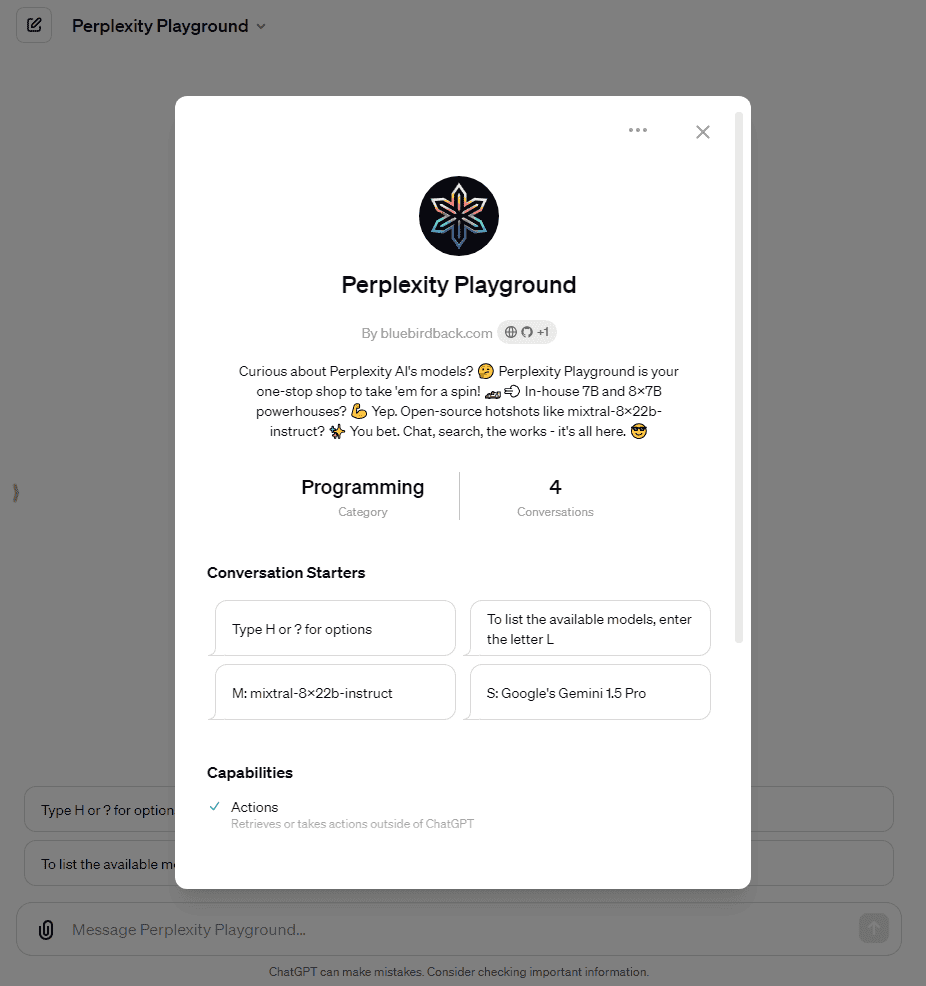 Perplexity Playground
Perplexity Playground
By bluebirdback.com +1
Curious about Perplexity AI's models? 🤔 Perplexity Playground is your
one-stop shop to take 'em for a spin! 👟💨 In-house 7B and 8×7B
powerhouses? 💪 Yep. Open-source hotshots like mixtral-8×22b-
instruct? ✨ You bet. Chat, search, the works - it's all here. 😎
Programming
Category
4
Conversations
Conversation Starters
Type H or ? for options
To list the available models, enter
the letter L
M: mixtral-8×22b-instruct
S: Google's Gemini 1.5 Pro
Capabilities
Actions
Retrieves or takes actions outside of ChatGPT
Type H or ? for option
To list the available m
Message Perplexity Playground...
ChatGPT can make mistakes. Consider checking important information.